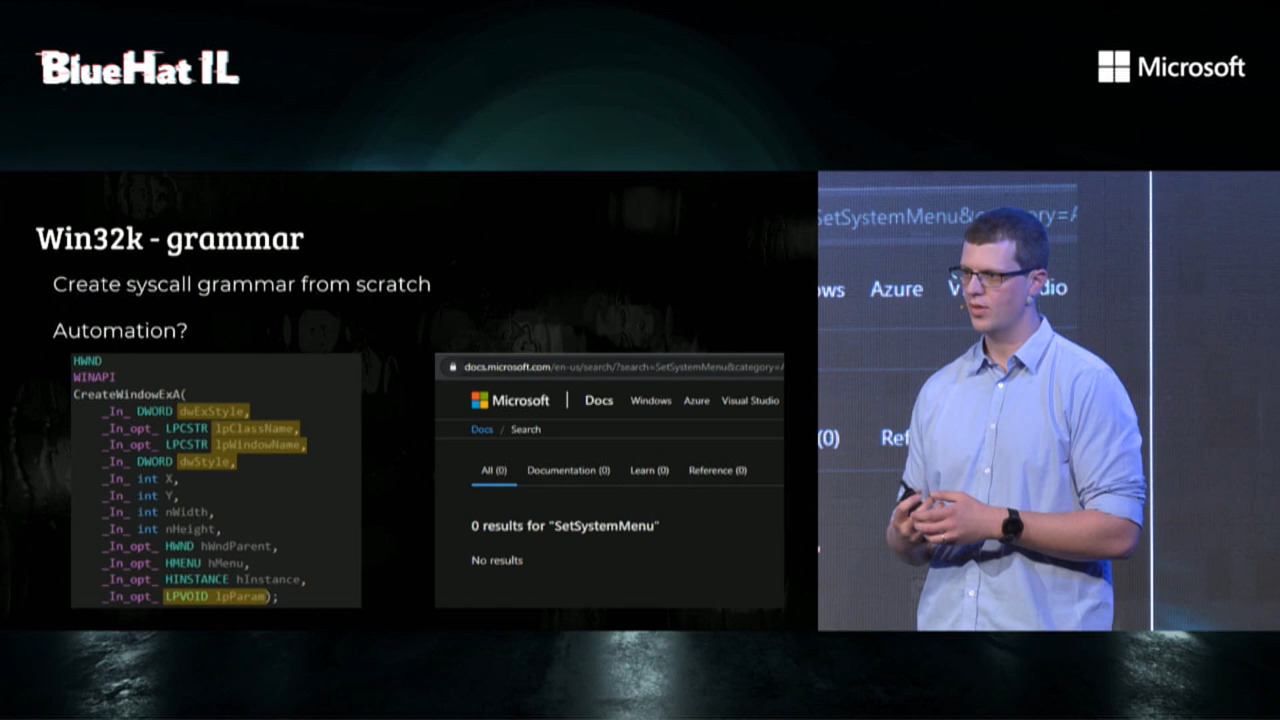 BlueHat IL
Microsoft
Win32k - grammar
Create syscall grammar from scratch
Automation?
HWND
WINAPI
CreateWindowExA(
_In_ DWORD dwExStyle,
_In_opt_ LPCSTR lpClassName,
_In_opt_ LPCSTR lpWindowName,
_In_ DWORD dwStyle,
_In_ int X,
_In_ int Y,
_In_ int nWidth,
_In_ int nHeight,
_In_opt_ HWND hWndParent,
_In_opt_ HMENU hMenu,
_In_opt_ HINSTANCE hInstance,
_In_opt_ LPVOID lpParam);
docs.microsoft.com/en-us/search/?search=SetSystemMenu&category=A
Microsoft | Docs Windows Azure Visual Studio
Docs / Search
All (0) Documentation (0) Learn (0) Reference (0)
0 results for "SetSystemMenu"
No results
SetSystemMenu&c ory=A
ows Azure V dio
(0) Ref